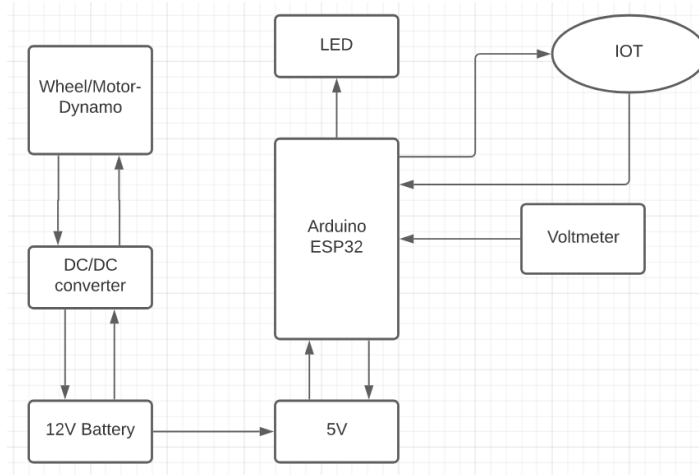 LED
IOT
Wheel/Motor-
Dynamo
Arduino
ESP32
Voltmeter
DC/DC
converter
12V Battery
5V